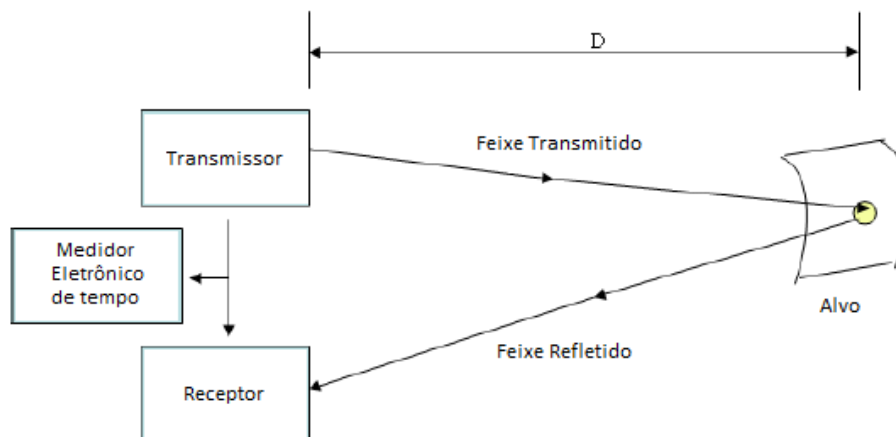 D
Feixe Transmitido
Transmissor
Medidor
Eletrônico
de tempo
Alvo
Feixe Refletido
Receptor